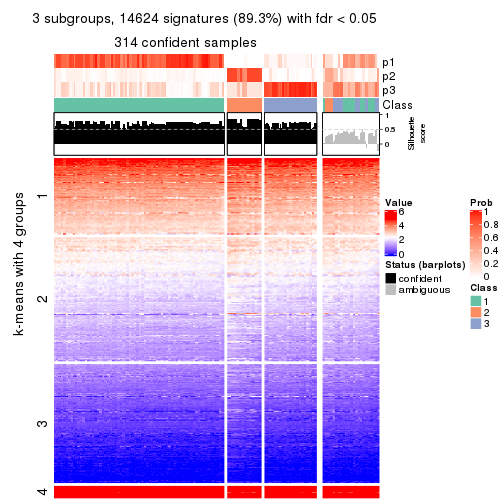 3 subgroups, 14624 signatures (89.3%) with fdr < 0.05
314 confident samples
p1
p2
p3
Class
1
0.5
0
Silhouette
score
k-means with 4 groups
1
2
3
4
Value
6
4
2
0
Status (barplots)
confident
ambiguous
Prob
1
0.8
0.6
0.4
0.2
0
Class
1
2
3